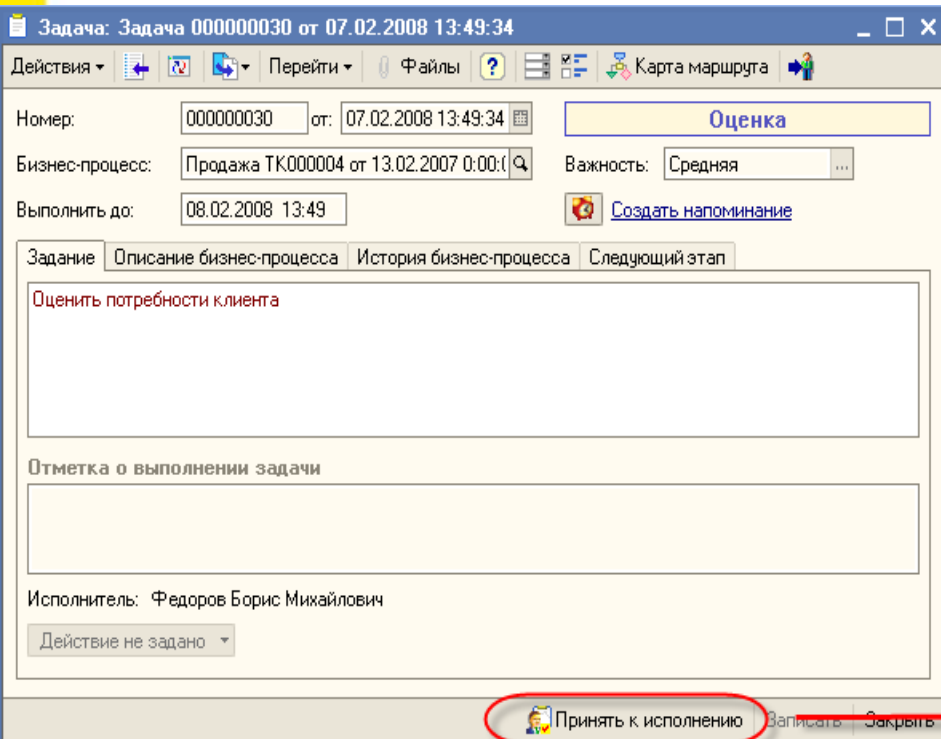 Задача: Задача 000000030 от 07.02.2008 13:49:34
Действия Перейти Файлы ? Карта маршрута
Номер: 000000030 от: 07.02.2008 13:49:34 Оценка
Бизнес-процесс: Продажа ТК000004 от 13.02.2007 0:00:( Важность: Средняя ...
Выполнить до: 08.02.2008 13:49 Создать напоминание
Задание Описание бизнес-процесса История бизнес-процесса Следующий этап
Оценить потребности клиента
Отметка о выполнении задачи
Исполнитель: Федоров Борис Михайлович
Действие не задано
Принять к исполнению Записать Закрыть